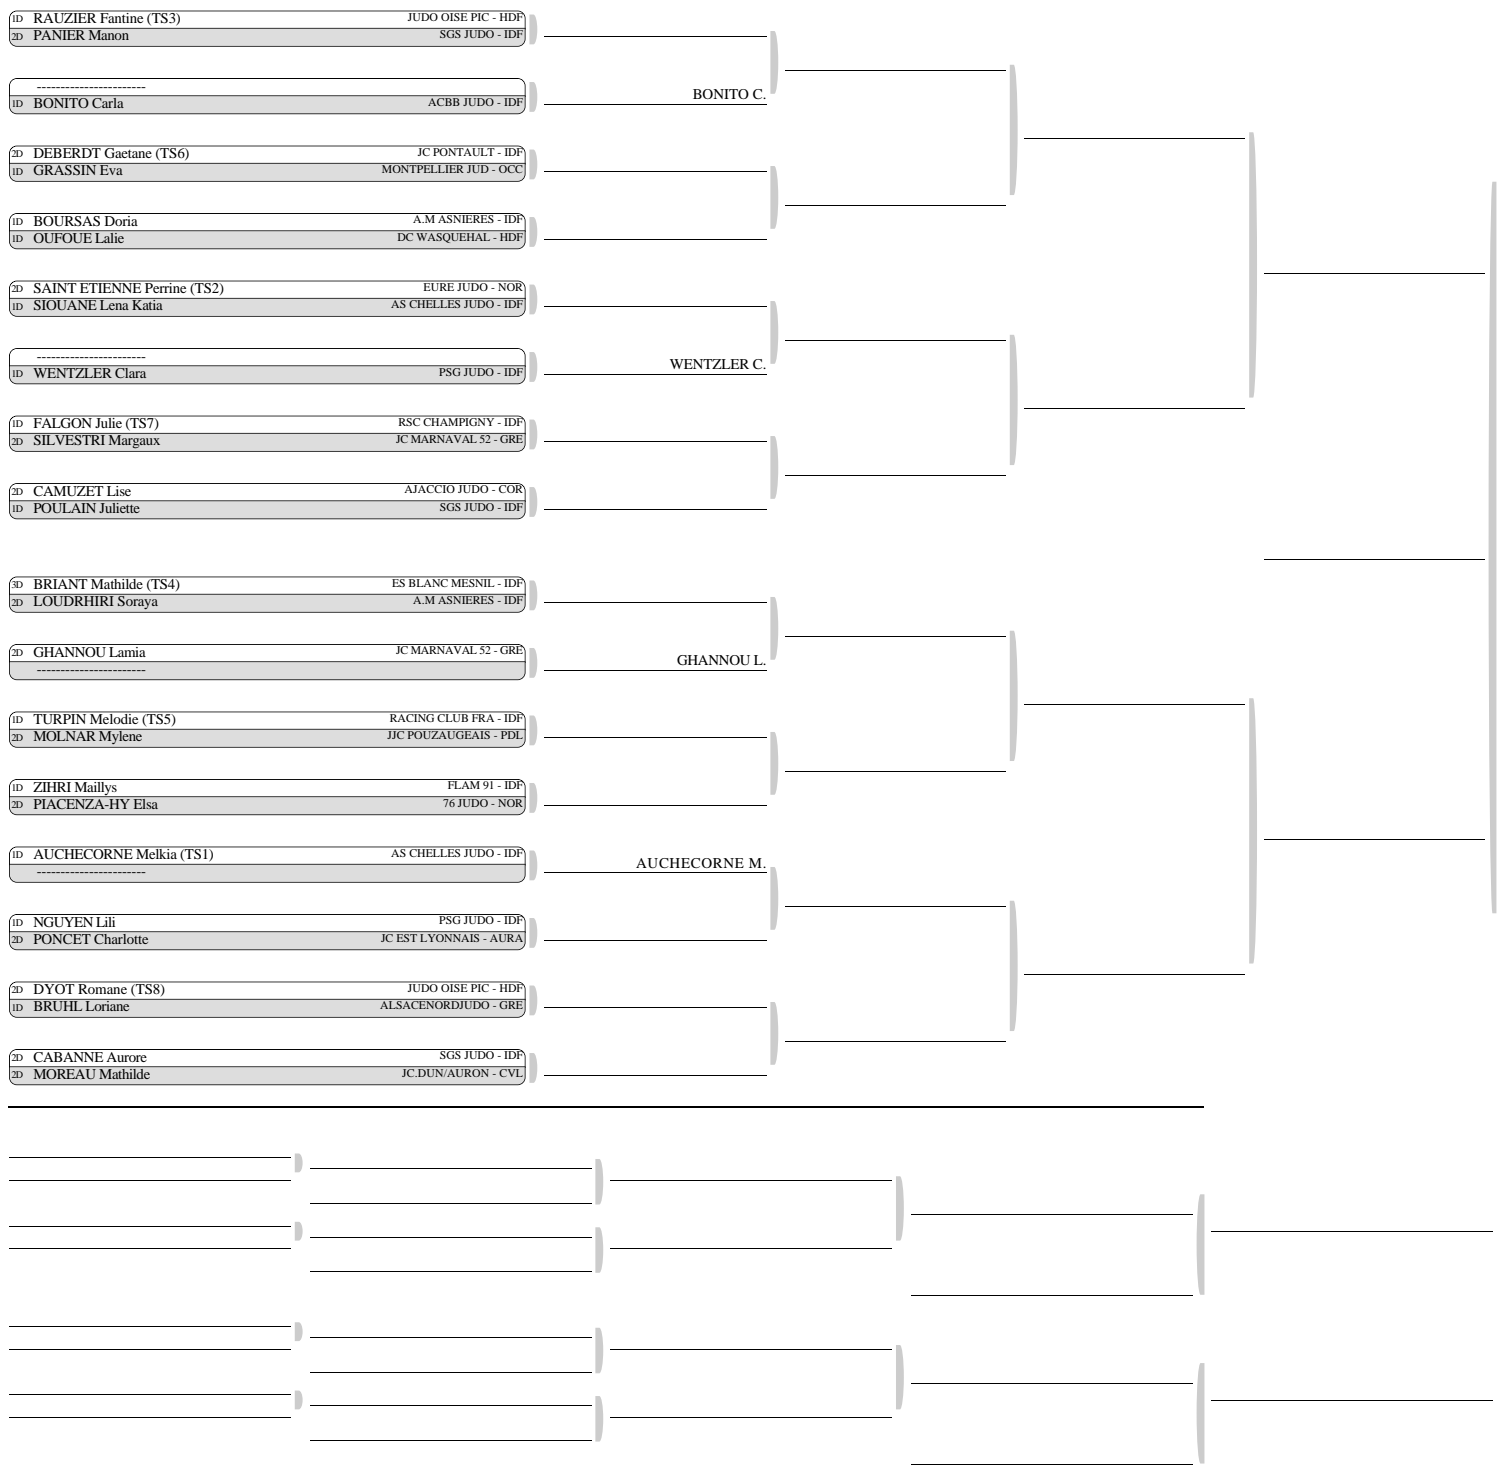 1D RAUZIER Fantine (TS3) JUDO OISE PIC - HDF
2D PANIER Manon SGS JUDO - IDF
-----------------------
BONITO C.
1D BONITO Carla ACBB JUDO - IDF
2D DEBERDT Gaetane (TS6) JC PONTAULT - IDF
1D GRASSIN Eva MONTPELLIER JUD - OCC
1D BOURSAS Doria A.M ASNIERES - IDF
1D OUFOUE Lalie DC WASQUEHAL - HDF
2D SAINT ETIENNE Perrine (TS2) EURE JUDO - NOR
1D SIOUANE Lena Katia AS CHELLES JUDO - IDF
-----------------------
WENTZLER C.
1D WENTZLER Clara PSG JUDO - IDF
1D FALGON Julie (TS7) RSC CHAMPIGNY - IDF
2D SILVESTRI Margaux JC MARNAVAL 52 - GRE
2D CAMUZET Lise AJACCIO JUDO - COR
1D POULAIN Juliette SGS JUDO - IDF
3D BRIANT Mathilde (TS4) ES BLANC MESNIL - IDF
2D LOUDRHIRI Soraya A.M ASNIERES - IDF
2D GHANNOU Lamia JC MARNAVAL 52 - GRE
GHANNOU L.
-----------------------
1D TURPIN Melodie (TS5) RACING CLUB FRA - IDF
2D MOLNAR Mylene JJC POUZAUGEAIS - PDL
1D ZIHRI Maillys FLAM 91 - IDF
2D PIACENZA-HY Elsa 76 JUDO - NOR
1D AUCHECORNE Melkia (TS1) AS CHELLES JUDO - IDF
AUCHECORNE M.
-----------------------
1D NGUYEN Lili PSG JUDO - IDF
2D PONCET Charlotte JC EST LYONNAIS - AURA
2D DYOT Romane (TS8) JUDO OISE PIC - HDF
1D BRUHL Loriane ALSACENORDJUDO - GRE
2D CABANNE Aurore SGS JUDO - IDF
2D MOREAU Mathilde JC.DUN/AURON - CVL